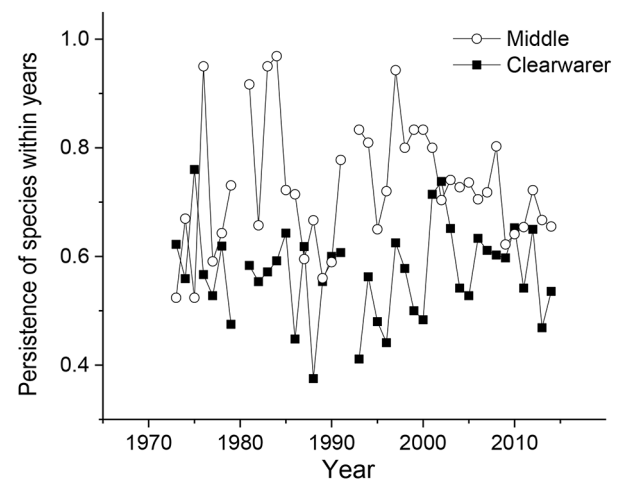 Middle
Clearwarer
Persistence of species within years
1.0
0.8
0.6
0.4
1970 1980 1990 2000 2010
Year